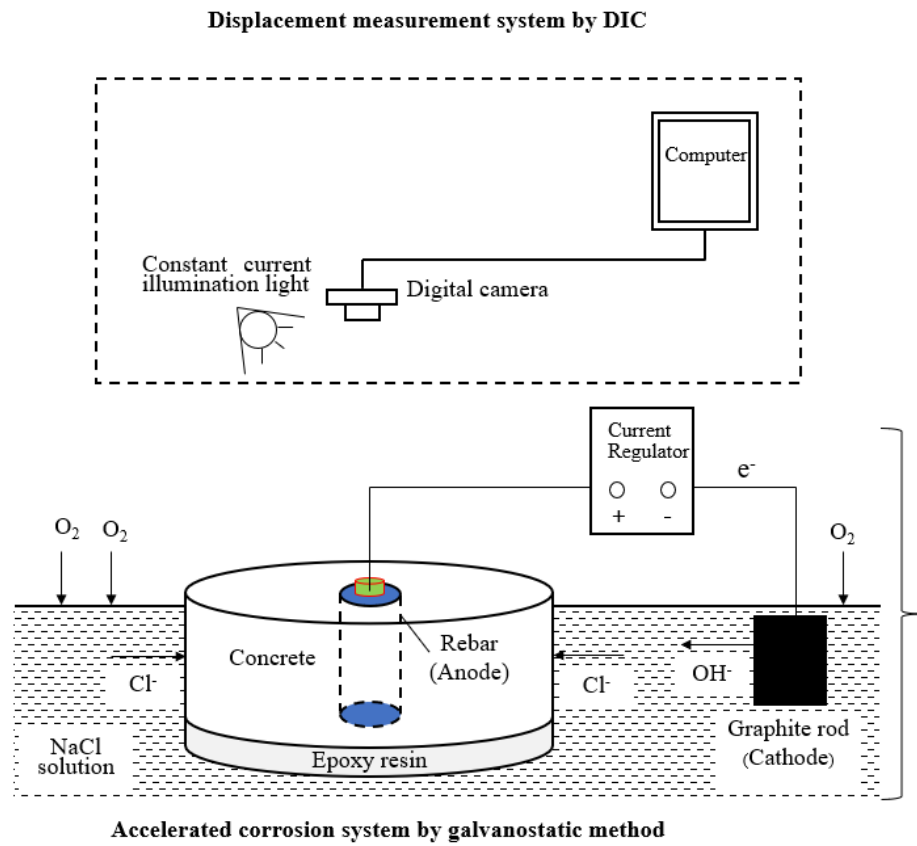 Displacement measurement system by DIC
Computer
Constant current
illumination light
Digital camera
Current
Regulator
+ -
e⁻
O₂ O₂
O₂
Concrete
Rebar
(Anode)
Cl⁻
Cl⁻
OH⁻
NaCl
solution
Graphite rod
(Cathode)
Epoxy resin
Accelerated corrosion system by galvanostatic method